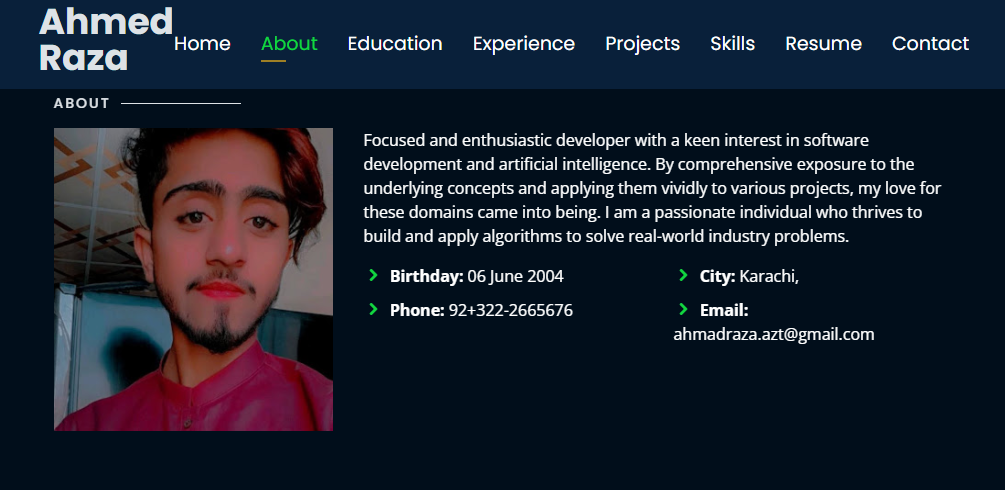 Ahmed
Raza
Home About Education Experience Projects Skills Resume Contact
ABOUT
Focused and enthusiastic developer with a keen interest in software
development and artificial intelligence. By comprehensive exposure to the
underlying concepts and applying them vividly to various projects, my love for
these domains came into being. I am a passionate individual who thrives to
build and apply algorithms to solve real-world industry problems.
Birthday: 06 June 2004
Phone: 92+322-2665676
City: Karachi,
Email:
ahmadraza.azt@gmail.com